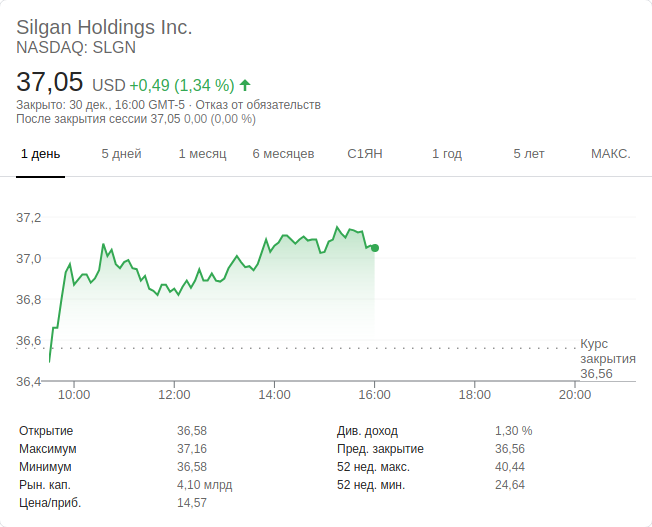 Silgan Holdings Inc.
NASDAQ: SLGN
37,05 USD +0,49 (1,34 %)
Закрыто: 30 дек., 16:00 GMT-5 · Отказ от обязательств
После закрытия сессии 37,05 0,00 (0,00 %)
1 день 5 дней 1 месяц 6 месяцев С1ЯН 1 год 5 лет МАКС.
37,2
37,0
36,8
36,6
36,4
Курс
закрытия
36,56
10:00 12:00 14:00 16:00 18:00 20:00
Открытие 36,58 Див. доход 1,30 %
Максимум 37,16 Пред. закрытие 36,56
Минимум 36,58 52 нед. макс. 40,44
Рын. кап. 4,10 млрд 52 нед. мин. 24,64
Цена/приб. 14,57